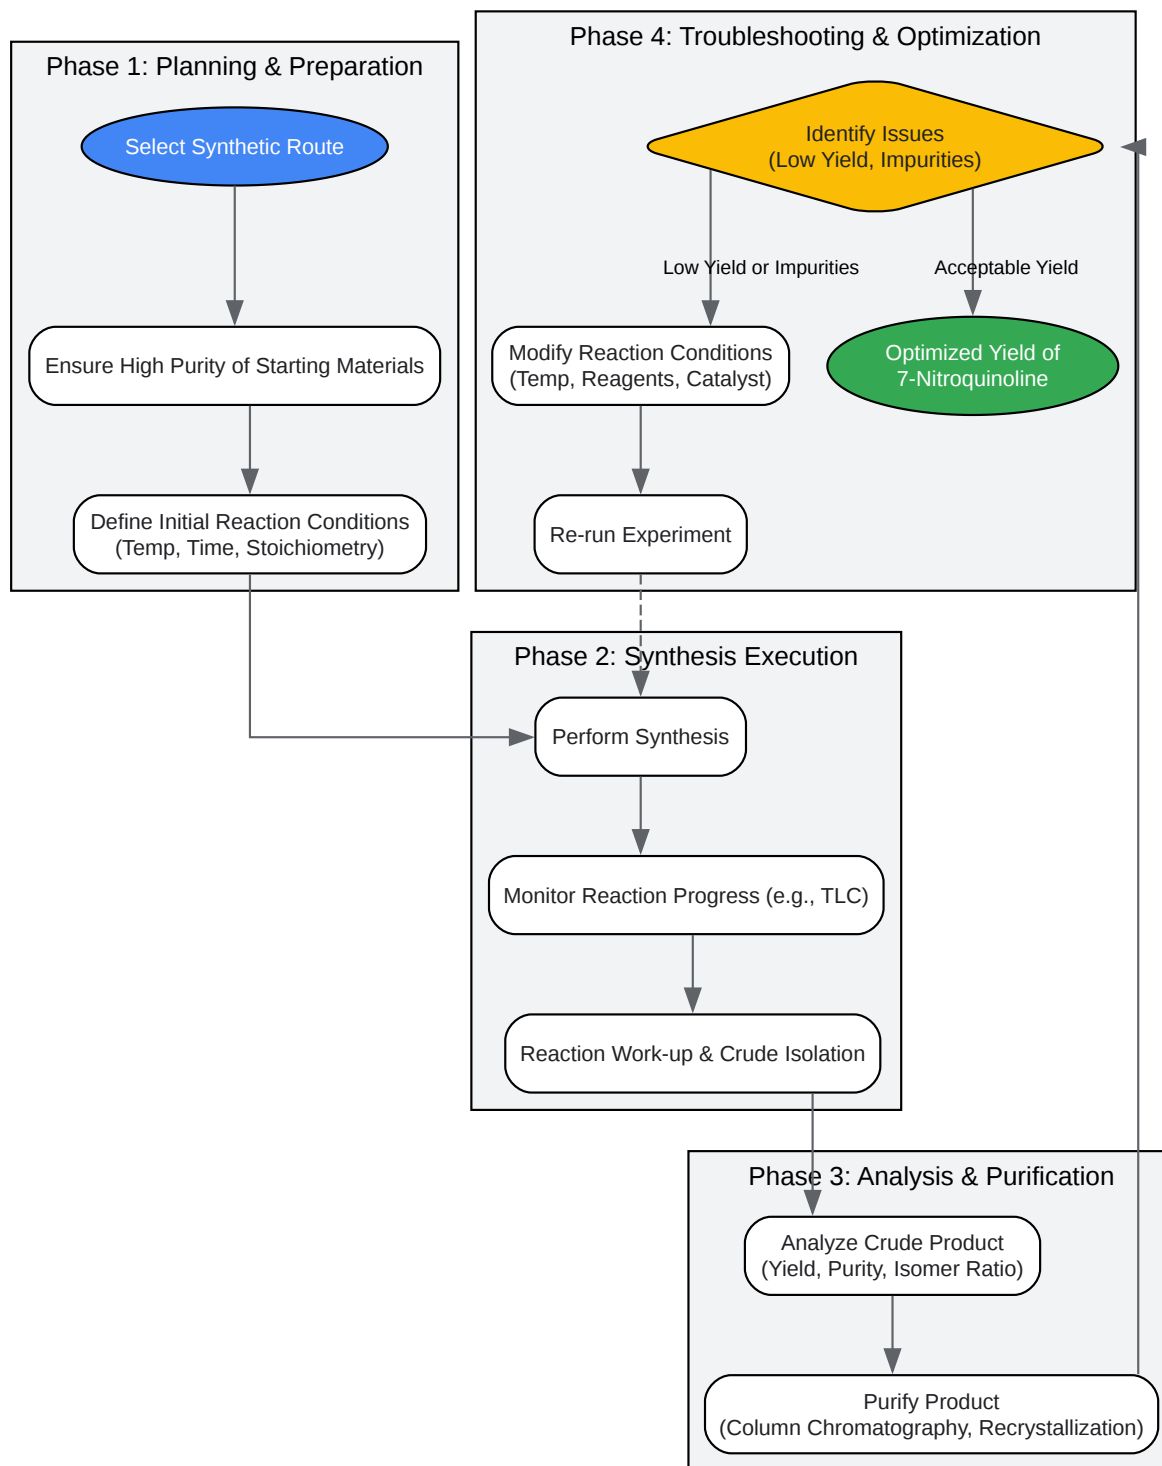 Phase 1: Planning & Preparation
Select Synthetic Route
Ensure High Purity of Starting Materials
Define Initial Reaction Conditions
(Temp, Time, Stoichiometry)
Phase 4: Troubleshooting & Optimization
Identify Issues
(Low Yield, Impurities)
Low Yield or Impurities
Acceptable Yield
Modify Reaction Conditions
(Temp, Reagents, Catalyst)
Optimized Yield of
7-Nitroquinoline
Re-run Experiment
Phase 2: Synthesis Execution
Perform Synthesis
Monitor Reaction Progress (e.g., TLC)
Reaction Work-up & Crude Isolation
Phase 3: Analysis & Purification
Analyze Crude Product
(Yield, Purity, Isomer Ratio)
Purify Product
(Column Chromatography, Recrystallization)